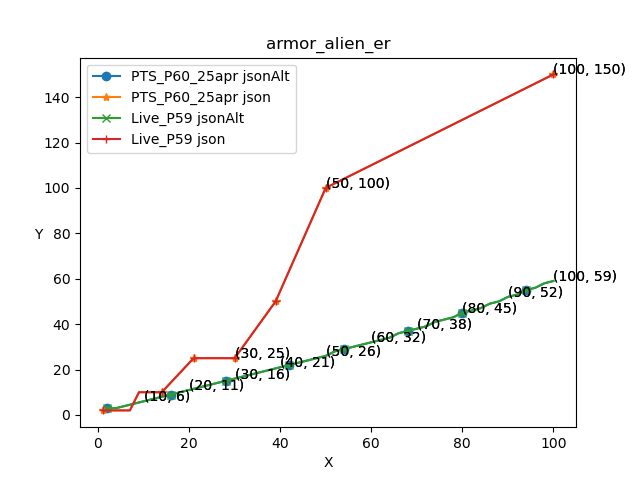 armor_alien_er
PTS_P60_25apr jsonAlt
PTS_P60_25apr json
Live_P59 jsonAlt
Live_P59 json
(100, 150)
(50, 100)
(100, 59)
(90, 52)
(80, 45)
(70, 38)
(60, 32)
(50, 26)
(30, 25)
(40, 21)
(30, 16)
(20, 11)
(10, 6)
140
120
100
80
60
40
20
0
Y
0 20 40 60 80 100
X